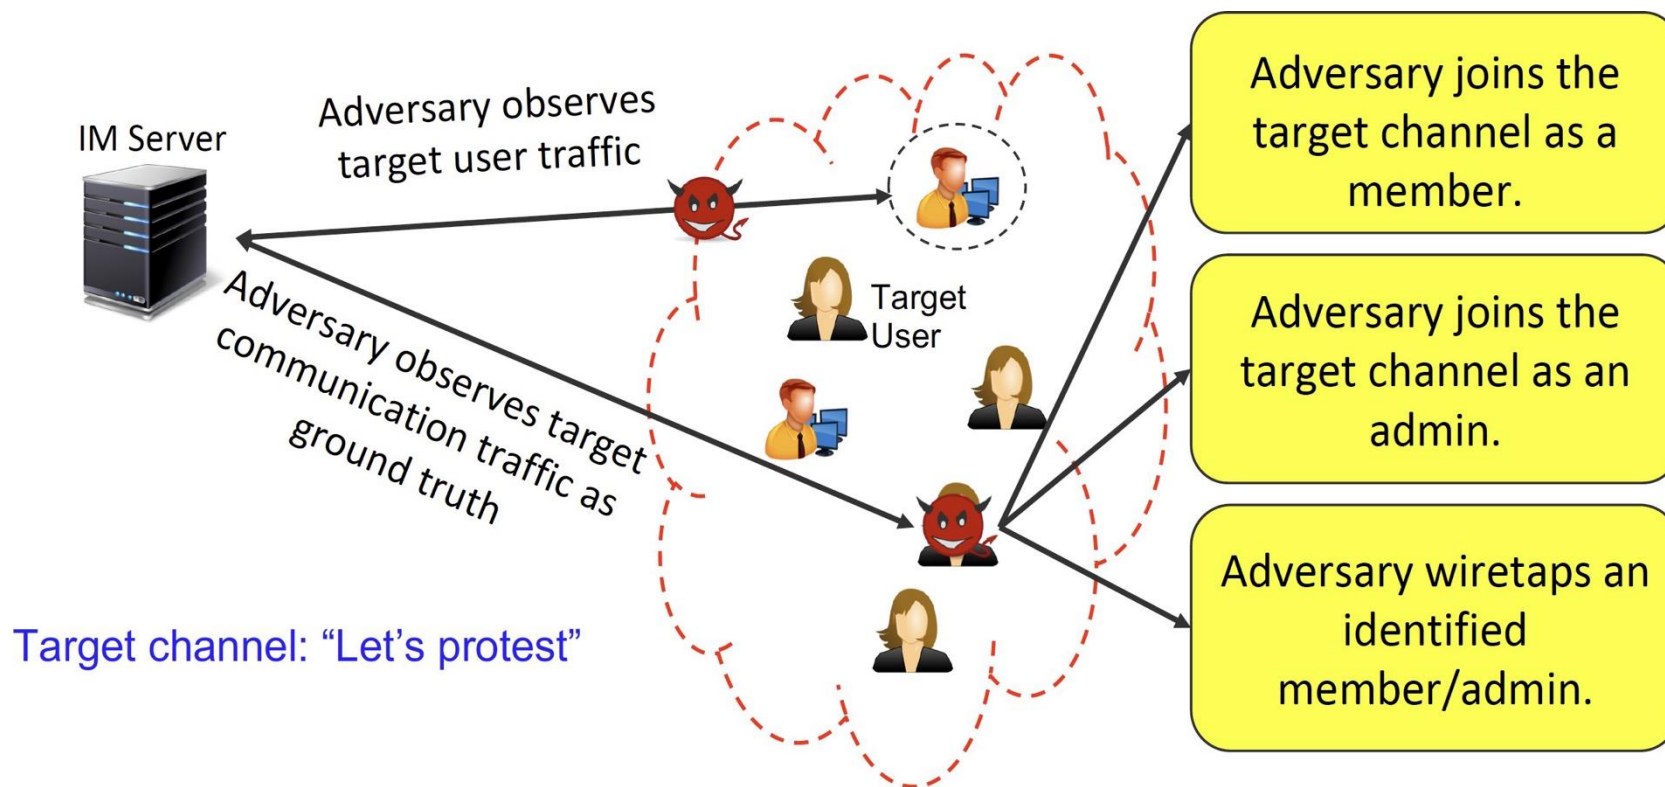 IM Server
Adversary observes
target user traffic
Adversary observes target
communication traffic as
ground truth
Target
User
Target channel: “Let’s protest”
Adversary joins the
target channel as a
member.
Adversary joins the
target channel as an
admin.
Adversary wiretaps an
identified
member/admin.